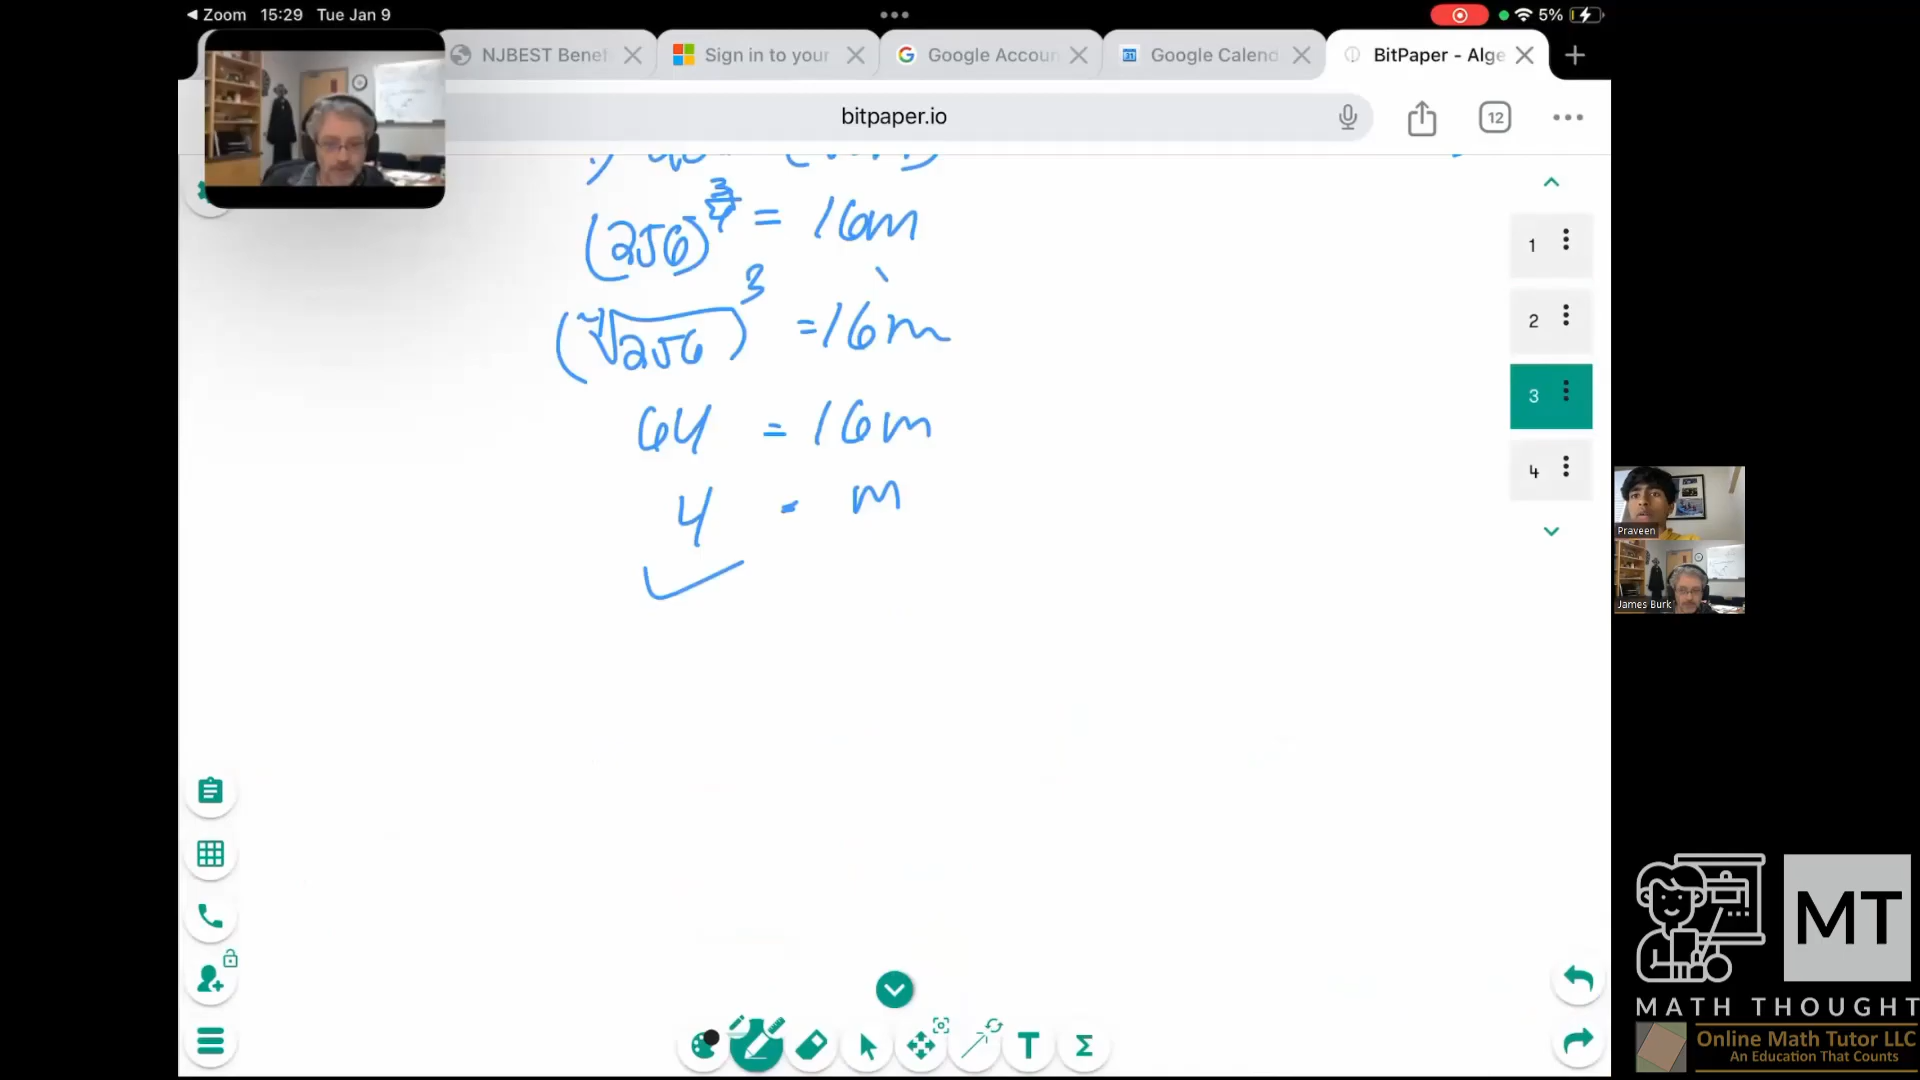 Zoom 15:29 Tue Jan 9
5%
NJBEST Benef
Sign in to your
Google Accoun
Google Calend
BitPaper - Alge
bitpaper.io
12
(256)^3/4 = 16m
(∜256)^3 = 16m
64 = 16m
4 = m
1
2
3
4
Praveen
James Burk
T
Σ
MT
MATH THOUGHT
Online Math Tutor LLC
An Education That Counts